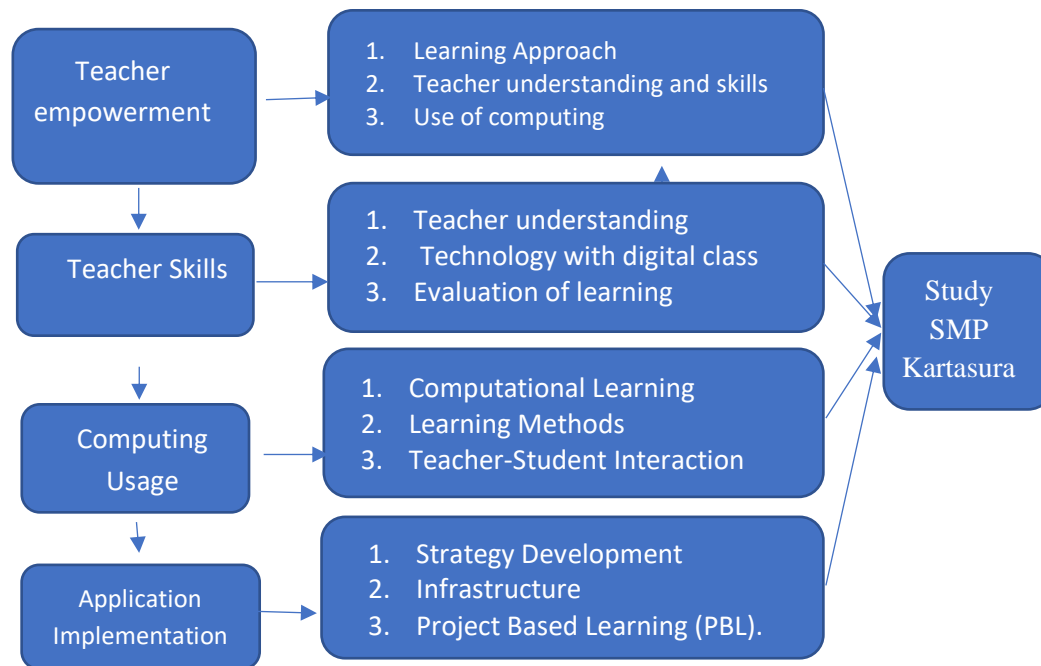 Teacher
empowerment
1. Learning Approach
2. Teacher understanding and skills
3. Use of computing
Teacher Skills
1. Teacher understanding
2. Technology with digital class
3. Evaluation of learning
Study
SMP
Kartasura
Computing
Usage
1. Computational Learning
2. Learning Methods
3. Teacher-Student Interaction
Application
Implementation
1. Strategy Development
2. Infrastructure
3. Project Based Learning (PBL).